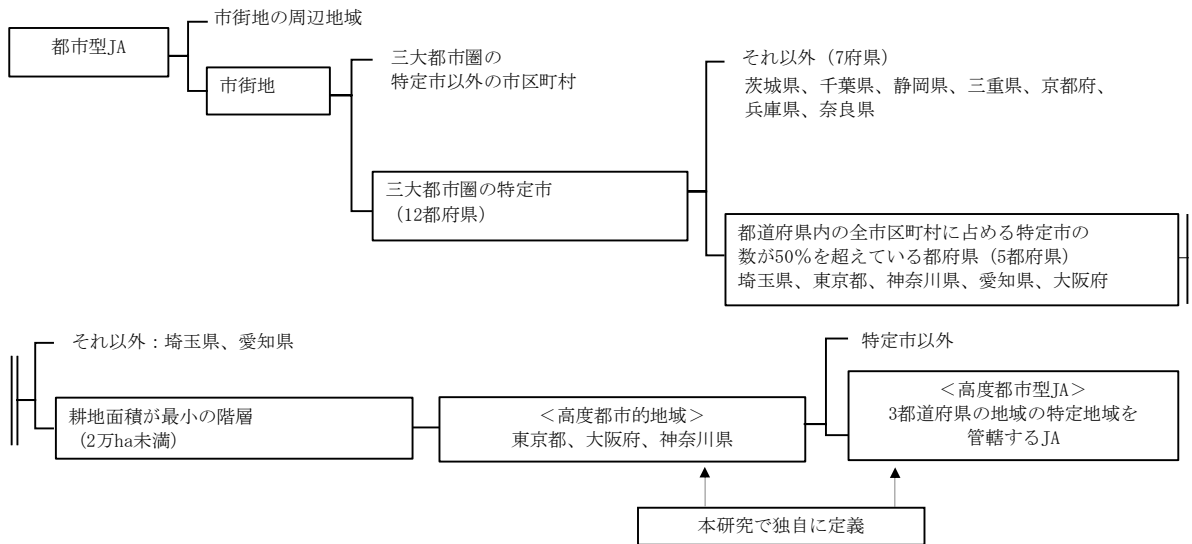 市街地の周辺地域
都市型JA
市街地
三大都市圏の
特定市以外の市区町村
三大都市圏の特定市
（12都府県）
それ以外（7府県）
茨城県、千葉県、静岡県、三重県、京都府、
兵庫県、奈良県
都道府県内の全市区町村に占める特定市の
数が50％を超えている都府県（5都府県）
埼玉県、東京都、神奈川県、愛知県、大阪府
それ以外：埼玉県、愛知県
耕地面積が最小の階層
（2万ha未満）
＜高度都市的地域＞
東京都、大阪府、神奈川県
特定市以外
＜高度都市型JA＞
3都道府県の地域の特定地域を
管轄するJA
本研究で独自に定義